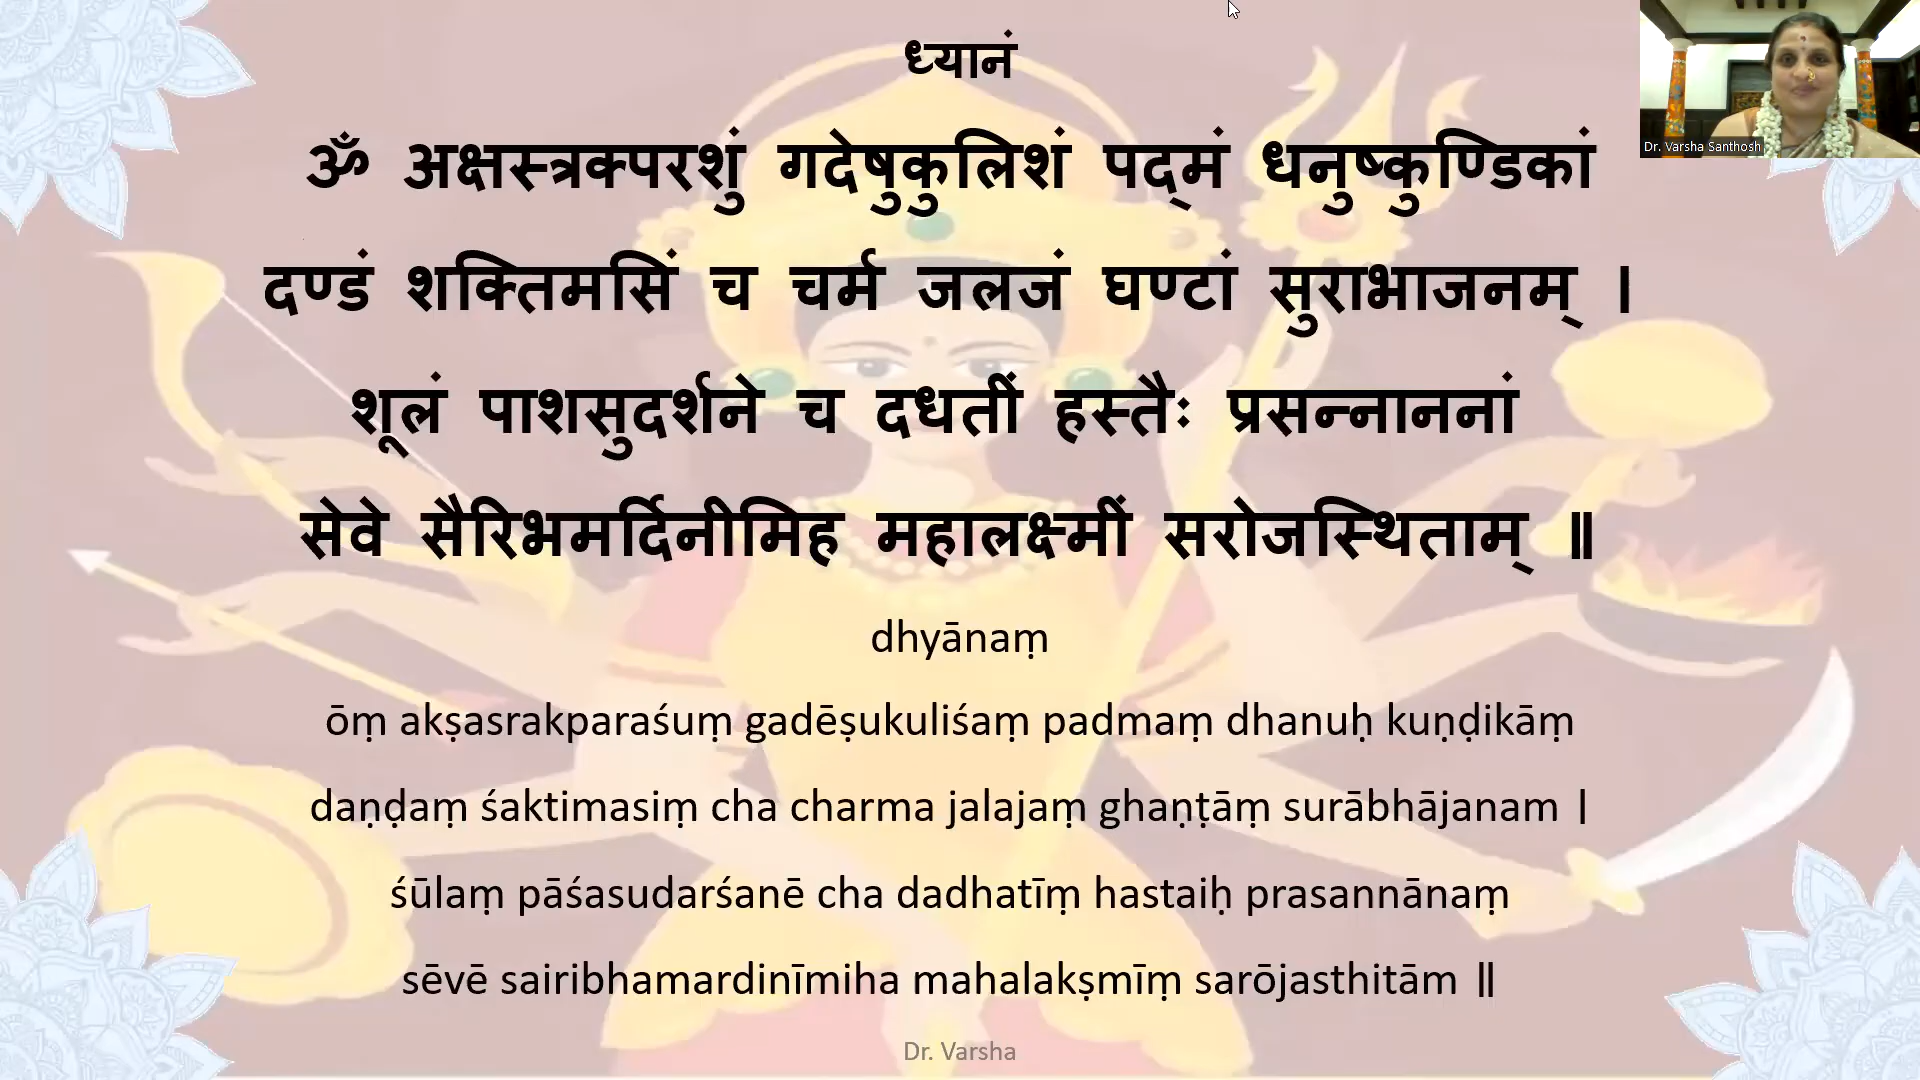 ध्यानं
ॐ अक्षस्त्रक्परशुं गदेषुकुलिशं पद्मं धनुष्कुण्डिकां
दण्डं शक्तिमसिं च चर्म जलजं घण्टां सुराभाजनम् ।
शूलं पाशसुदर्शने च दधतीं हस्तैः प्रसन्नाननां
सेवे सैरिभमर्दिनीमिह महालक्ष्मीं सरोजस्थिताम् ॥
dhyānaṃ
ōṃ akṣasrakparaśuṃ gadēṣukuliśaṃ padmaṃ dhanuḥ kuṇḍikāṃ
daṇḍaṃ śaktimasiṃ cha charma jalajaṃ ghaṇṭāṃ surābhājanam ।
śūlaṃ pāśasudarśanē cha dadhatīṃ hastaiḥ prasannānaṃ
sēvē sairibhamardinīmiha mahalakṣmīṃ sarōjasthitām ॥
Dr. Varsha
Dr. Varsha Santhosh